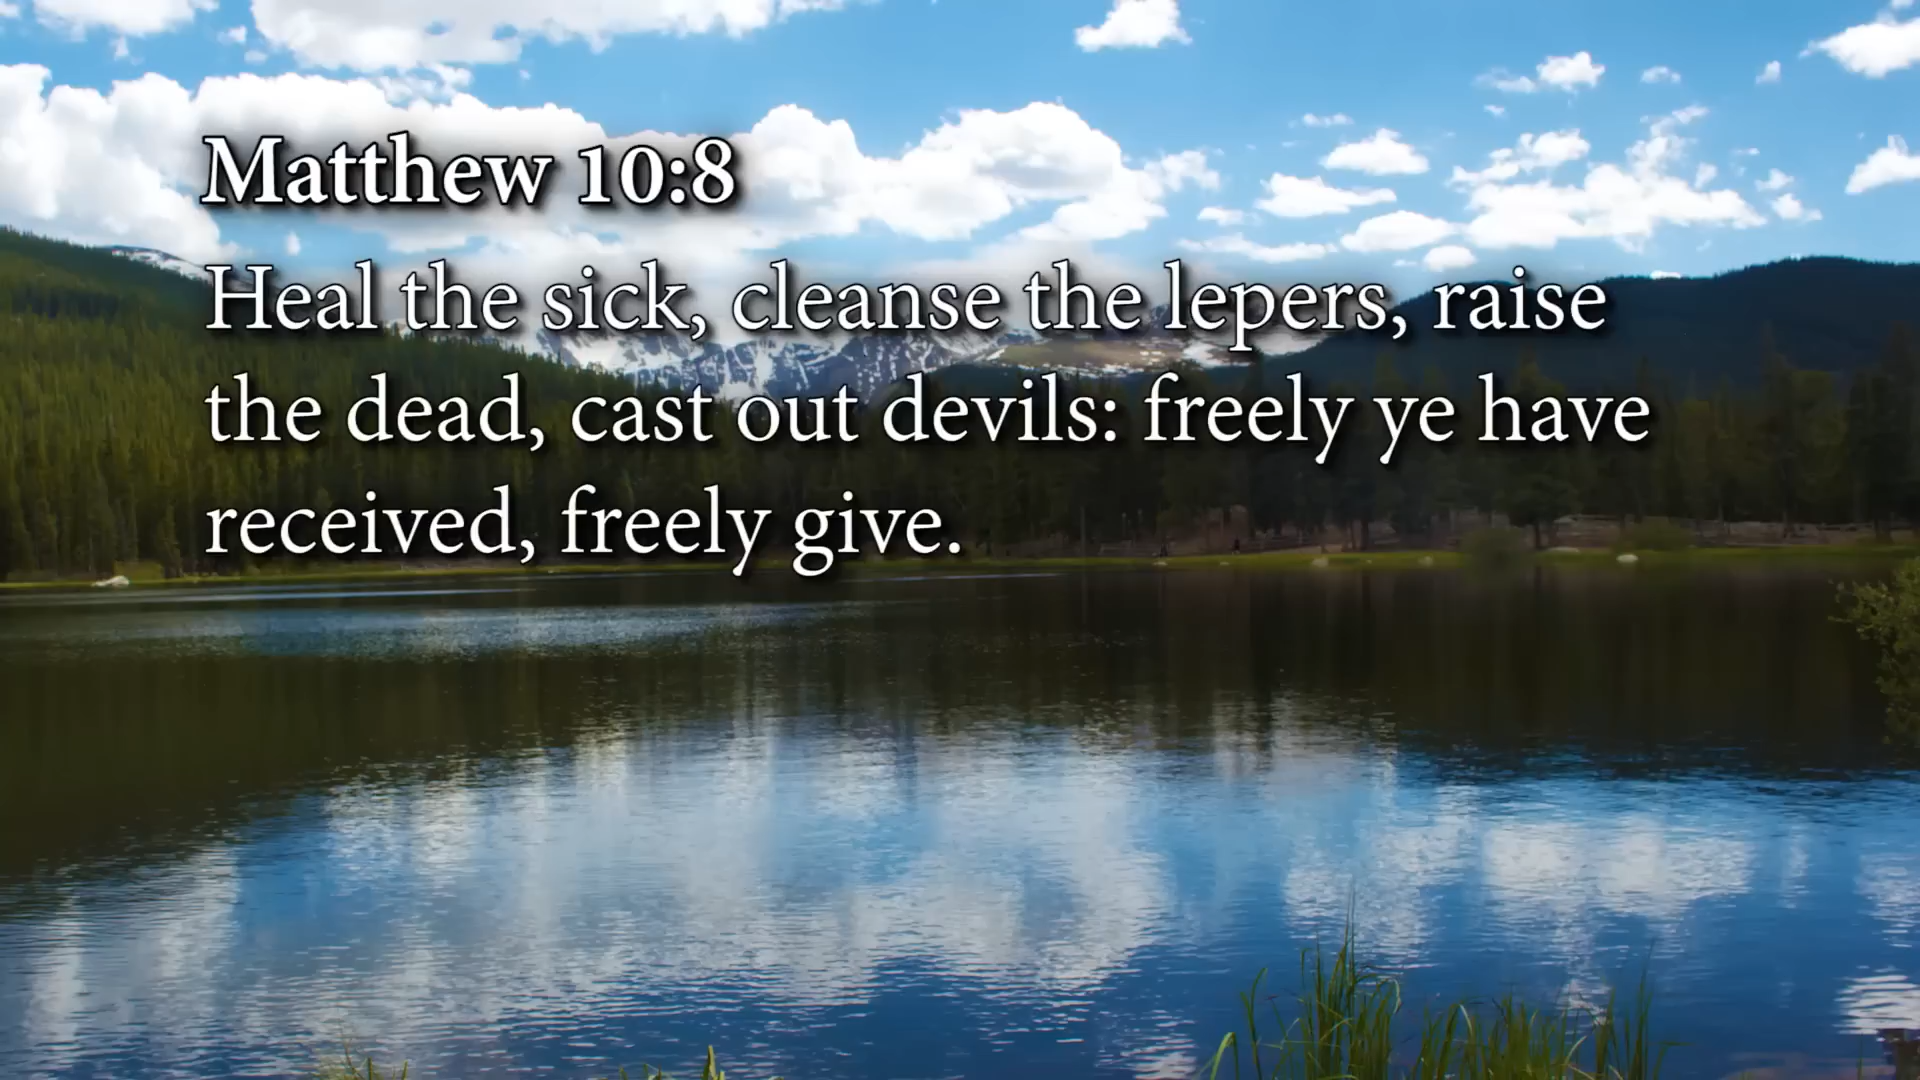 Matthew 10:8
Heal the sick, cleanse the lepers, raise
the dead, cast out devils: freely ye have
received, freely give.